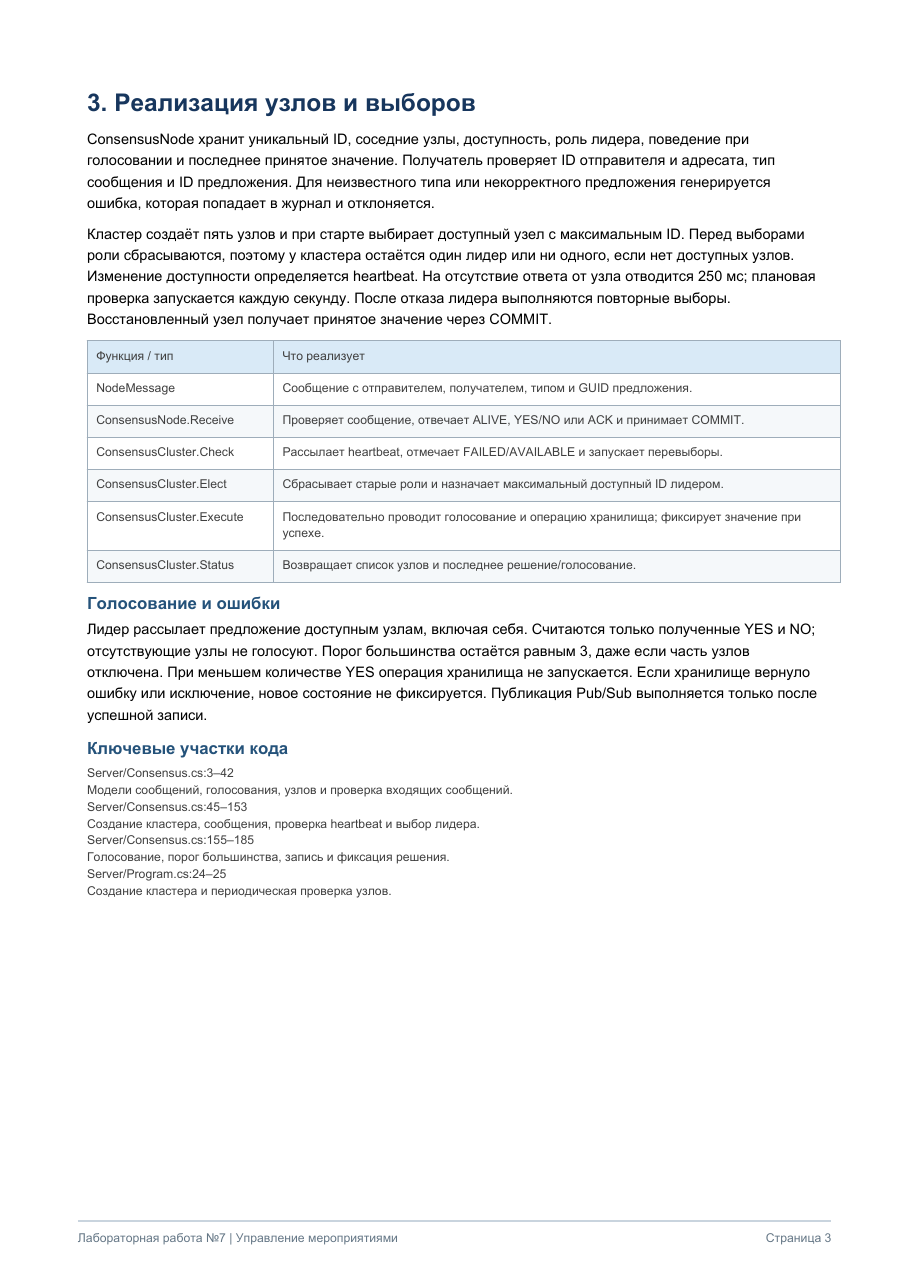 3. Реализация узлов и выборов
ConsensusNode хранит уникальный ID, соседние узлы, доступность, роль лидера, поведение при
голосовании и последнее принятое значение. Получатель проверяет ID отправителя и адресата, тип
сообщения и ID предложения. Для неизвестного типа или некорректного предложения генерируется
ошибка, которая попадает в журнал и отклоняется.
Кластер создаёт пять узлов и при старте выбирает доступный узел с максимальным ID. Перед выборами
роли сбрасываются, поэтому у кластера остаётся один лидер или ни одного, если нет доступных узлов.
Изменение доступности определяется heartbeat. На отсутствие ответа от узла отводится 250 мс; плановая
проверка запускается каждую секунду. После отказа лидера выполняются повторные выборы.
Восстановленный узел получает принятое значение через COMMIT.
Функция / тип Что реализует
NodeMessage Сообщение с отправителем, получателем, типом и GUID предложения.
ConsensusNode.Receive Проверяет сообщение, отвечает ALIVE, YES/NO или ACK и принимает COMMIT.
ConsensusCluster.Check Рассылает heartbeat, отмечает FAILED/AVAILABLE и запускает перевыборы.
ConsensusCluster.Elect Сбрасывает старые роли и назначает максимальный доступный ID лидером.
ConsensusCluster.Execute Последовательно проводит голосование и операцию хранилища; фиксирует значение при
успехе.
ConsensusCluster.Status Возвращает список узлов и последнее решение/голосование.
Голосование и ошибки
Лидер рассылает предложение доступным узлам, включая себя. Считаются только полученные YES и NO;
отсутствующие узлы не голосуют. Порог большинства остаётся равным 3, даже если часть узлов
отключена. При меньшем количестве YES операция хранилища не запускается. Если хранилище вернуло
ошибку или исключение, новое состояние не фиксируется. Публикация Pub/Sub выполняется только после
успешной записи.
Ключевые участки кода
Server/Consensus.cs:3–42
Модели сообщений, голосования, узлов и проверка входящих сообщений.
Server/Consensus.cs:45–153
Создание кластера, сообщения, проверка heartbeat и выбор лидера.
Server/Consensus.cs:155–185
Голосование, порог большинства, запись и фиксация решения.
Server/Program.cs:24–25
Создание кластера и периодическая проверка узлов.
Лабораторная работа №7 | Управление мероприятиями Страница 3